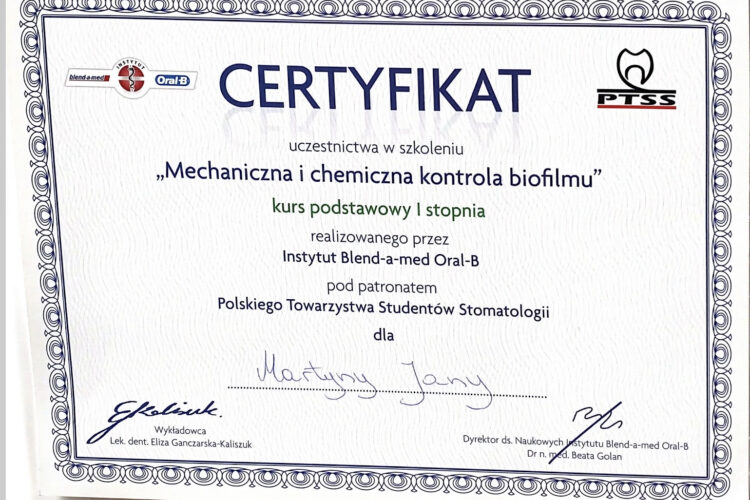 INSTYTUT
blend-a-med Oral-B
PTSS
CERTYFIKAT
uczestnictwa w szkoleniu
„Mechaniczna i chemiczna kontrola biofilmu”
kurs podstawowy I stopnia
realizowanego przez
Instytut Blend-a-med Oral-B
pod patronatem
Polskiego Towarzystwa Studentów Stomatologii
dla
Martyny Jany
GKaliszuk.
Wykładowca
Lek. dent. Eliza Ganczarska-Kaliszuk
Dyrektor ds. Naukowych Instytutu Blend-a-med Oral-B
Dr n. med. Beata Golan